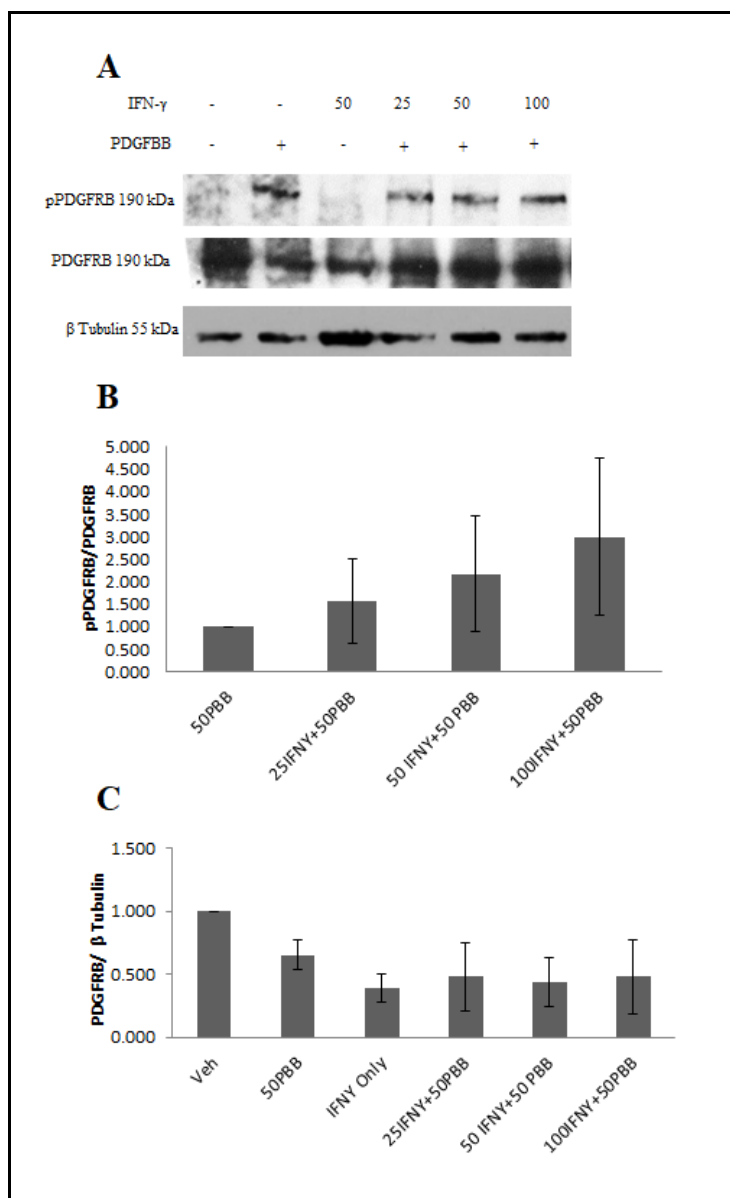 A
IFN-γ - - 50 25 50 100
PDGFBB - + - + + +
pPDGFRB 190 kDa
PDGFRB 190 kDa
β Tubulin 55 kDa
B
pPDGFRB/PDGFRB
5.000
4.500
4.000
3.500
3.000
2.500
2.000
1.500
1.000
0.500
0.000
50PBB
25IFNY+50PBB
50 IFNY+50 PBB
100IFNY+50PBB
C
PDGFRB/ β Tubulin
1.500
1.000
0.500
0.000
Veh
50PBB
IFNY Only
25IFNY+50PBB
50 IFNY+50 PBB
100IFNY+50PBB